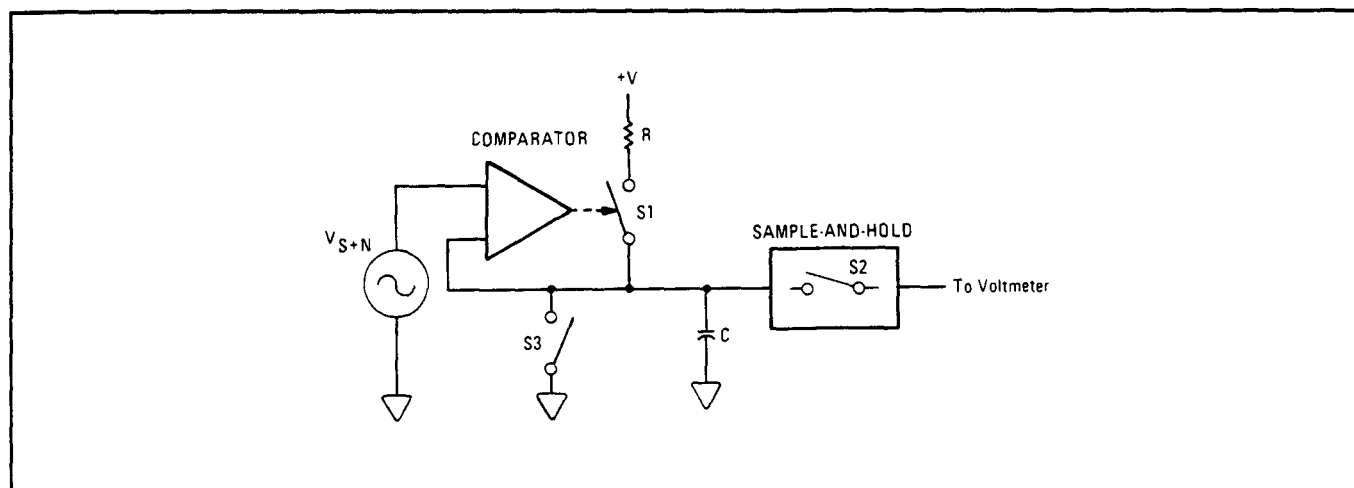 +V
R
COMPARATOR
S1
V S+N
SAMPLE-AND-HOLD
S2
To Voltmeter
S3
C